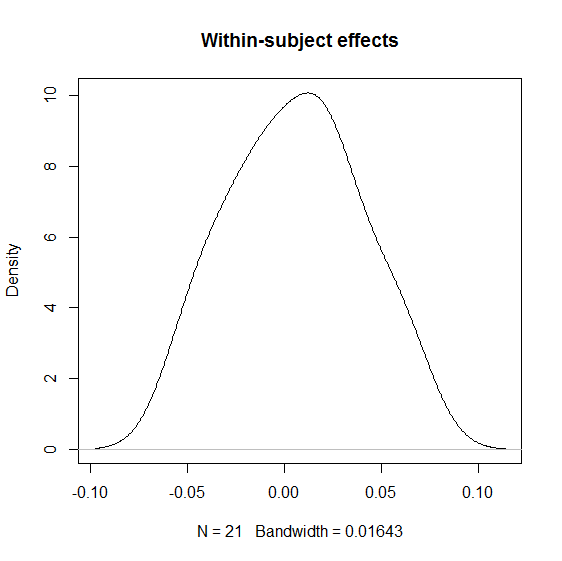 Within-subject effects
Density
10
8
6
4
2
0
-0.10 -0.05 0.00 0.05 0.10
N = 21 Bandwidth = 0.01643